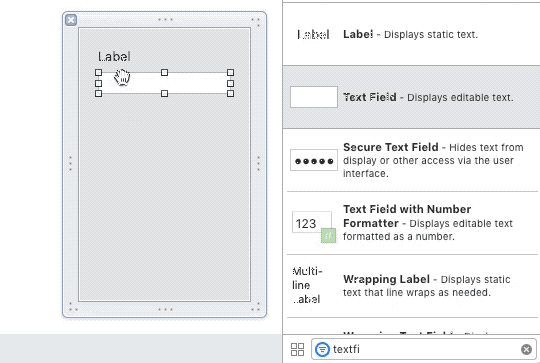 Label
Label
Label - Displays static text.
Text Field - Displays editable text.
Secure Text Field - Hides text from
display or other access via the user
interface.
123
Text Field with Number
Formatter - Displays editable text
formatted as a number.
Multi-
line
Label
Wrapping Label - Displays static
text that line wraps as needed.
textfi